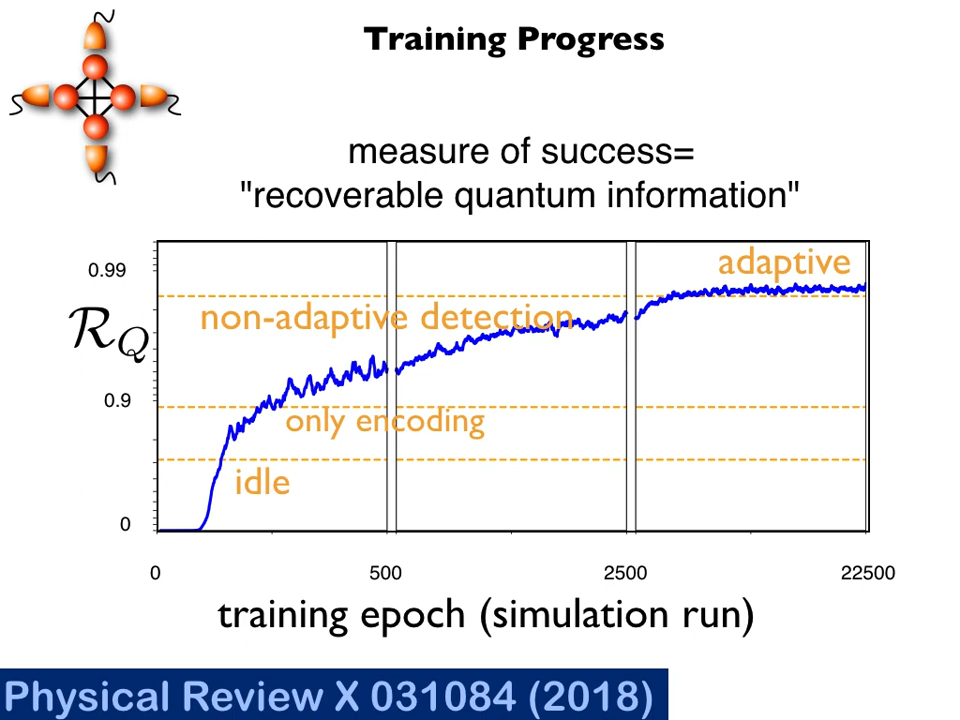 Training Progress
measure of success=
"recoverable quantum information"
adaptive
0.99
non-adaptive detection
R_Q
0.9
only encoding
idle
0
0 500 2500 22500
training epoch (simulation run)
Physical Review X 031084 (2018)